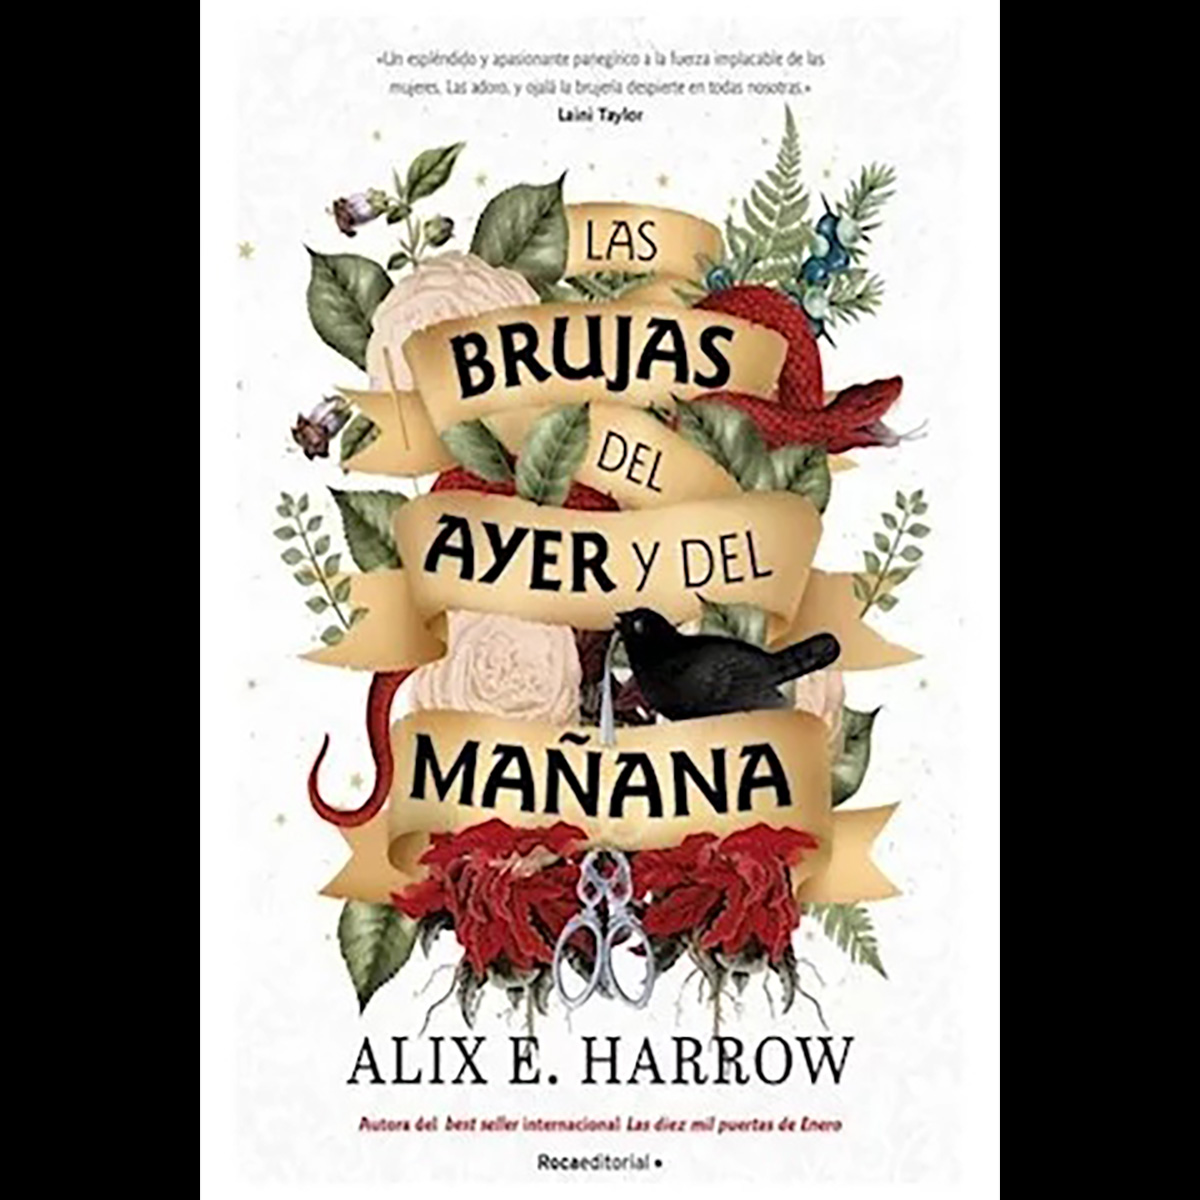 «Un espléndido y apasionante panegírico a la fuerza implacable de las
mujeres. Las adoro, y ojalá la brujería despierte en todas nosotras.»
Laini Taylor
LAS
BRUJAS
DEL
AYER Y DEL
MAÑANA
ALIX E. HARROW
Autora del best seller internacional Las diez mil puertas de Enero
Rocaeditorial •